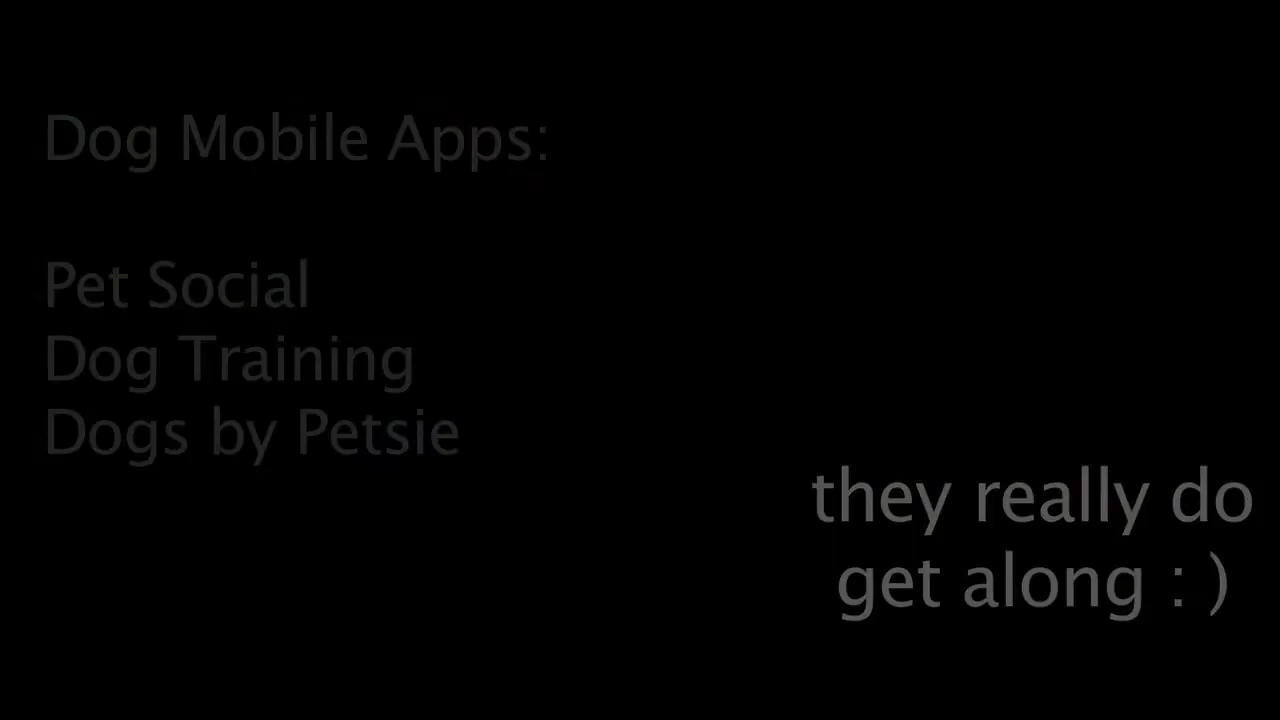 Dog Mobile Apps:
Pet Social
Dog Training
Dogs by Petsie
they really do
get along : )